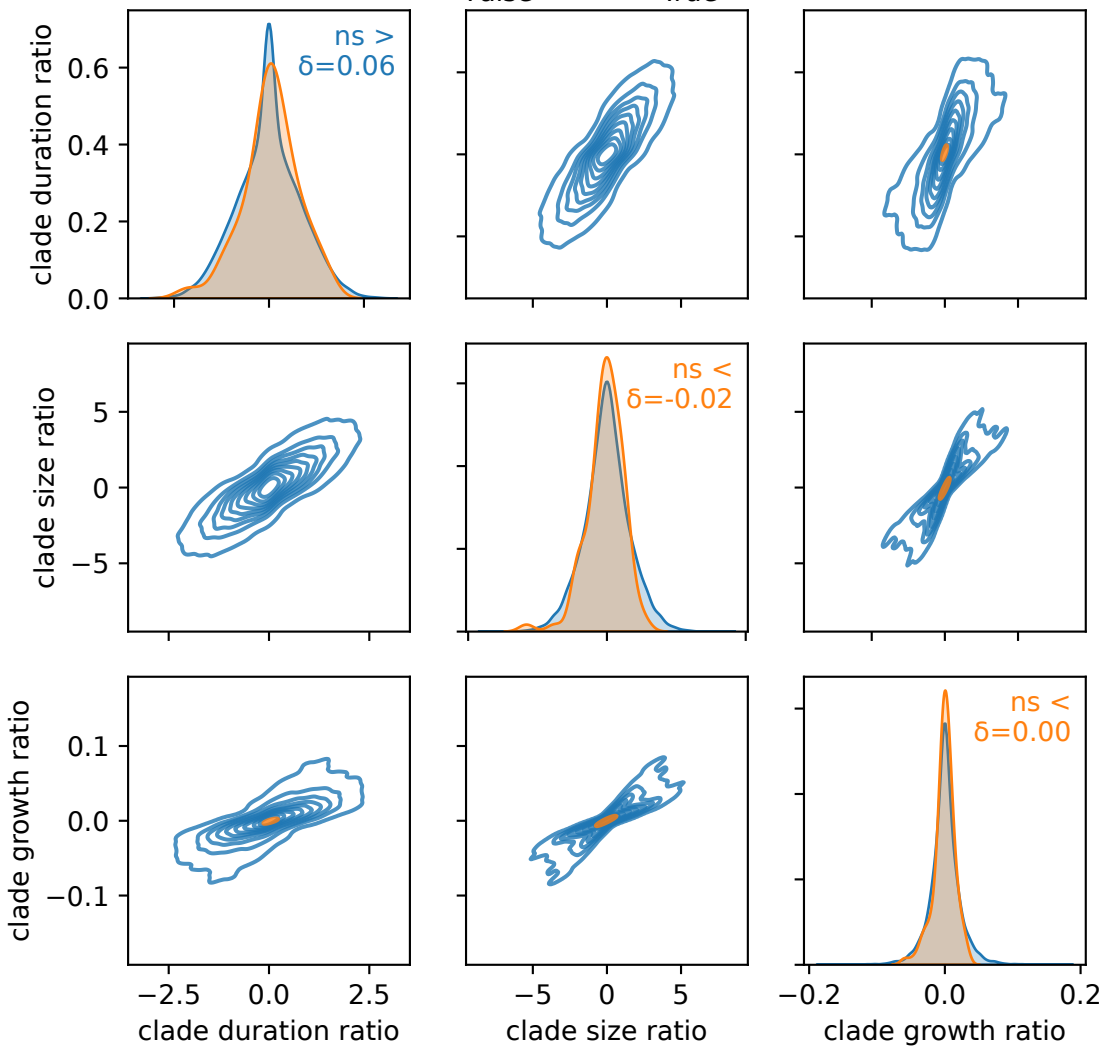 clade duration ratio
0.6
0.4
0.2
0.0
ns >
δ=0.06
clade size ratio
5
0
−5
ns <
δ=-0.02
clade growth ratio
0.1
0.0
−0.1
ns <
δ=0.00
−2.5 0.0 2.5
−5 0 5
−0.2 0.0 0.2
clade duration ratio
clade size ratio
clade growth ratio